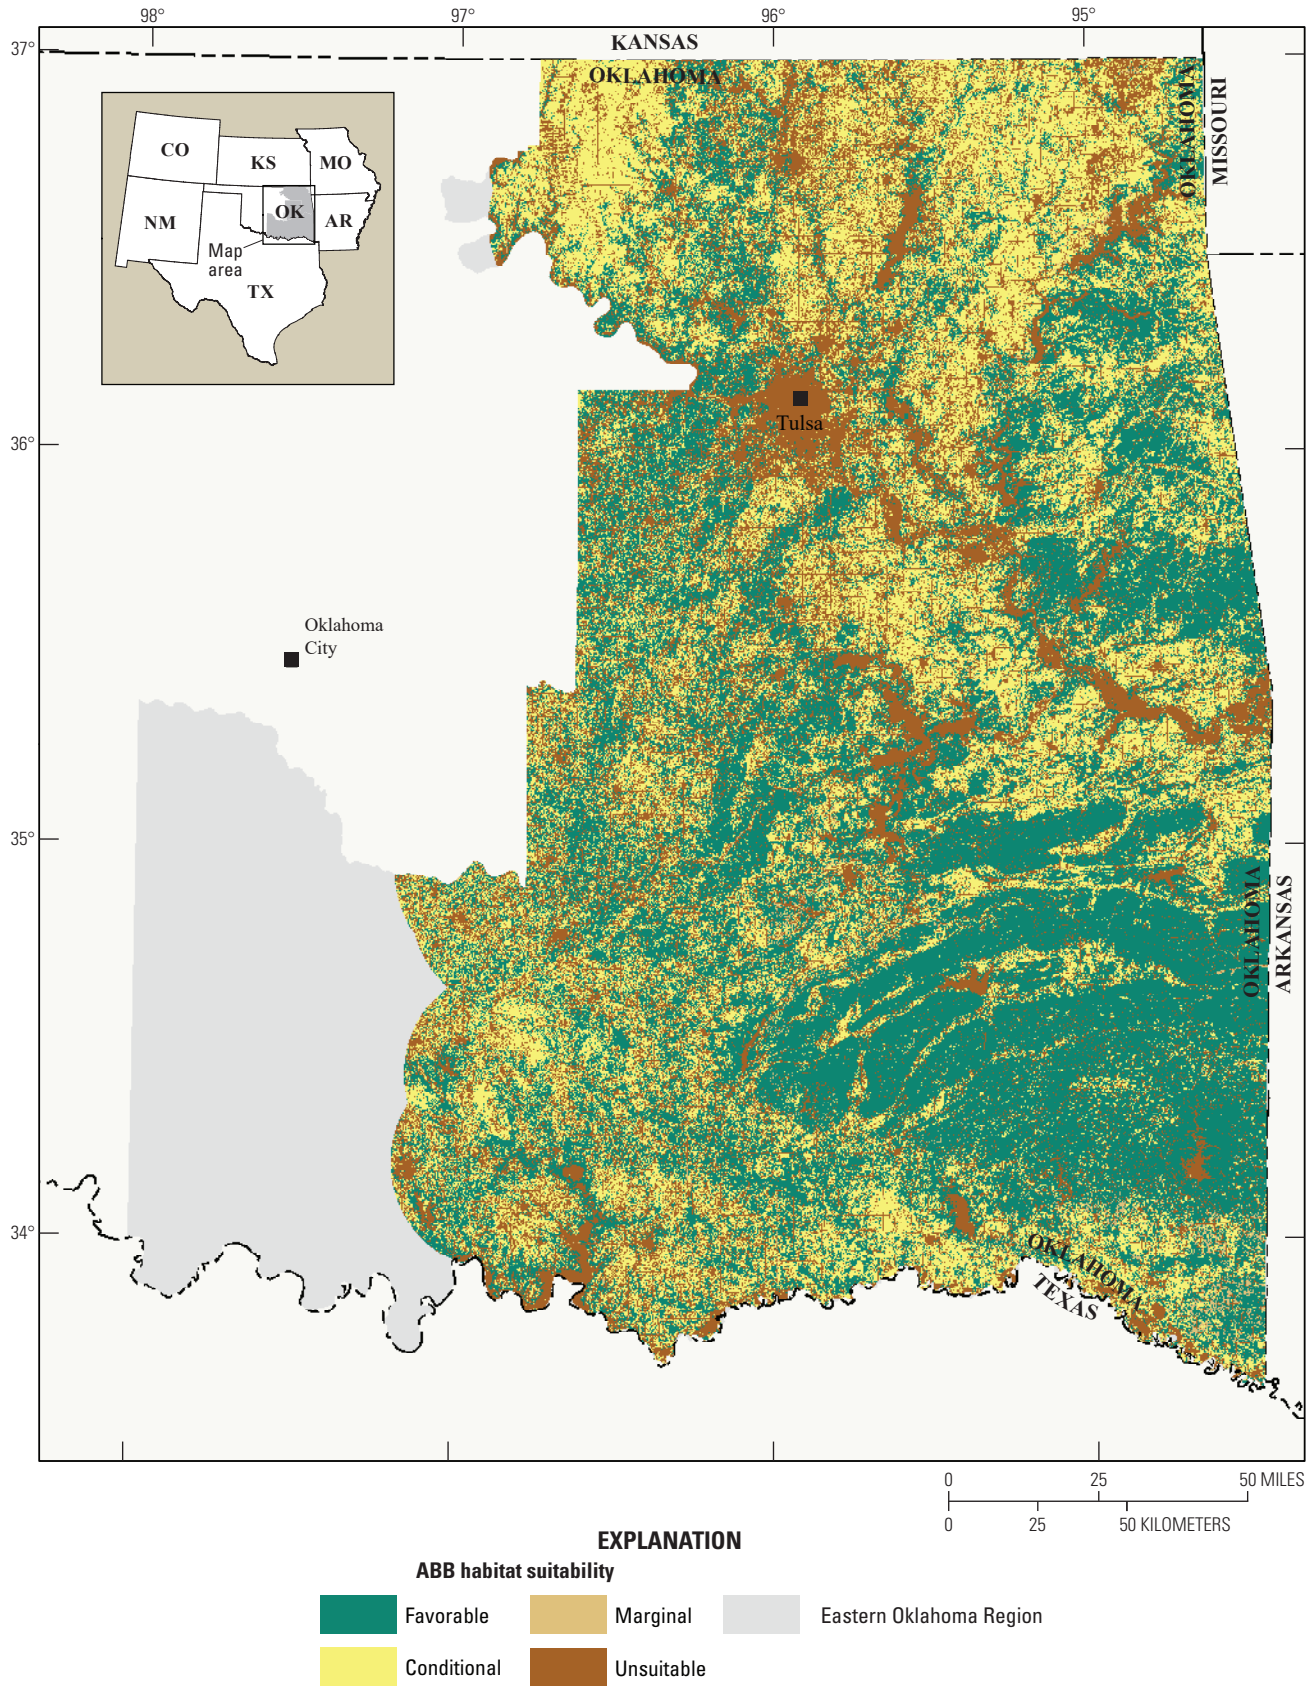 98°
97°
96°
95°
37°
KANSAS
OKLAHOMA
OKLAHOMA
MISSOURI
CO
KS
MO
NM
OK
AR
Map
area
TX
Tulsa
36°
Oklahoma
City
35°
OKLAHOMA
ARKANSAS
34°
OKLAHOMA
TEXAS
0 25 50 MILES
0 25 50 KILOMETERS
EXPLANATION
ABB habitat suitability
Favorable
Marginal
Eastern Oklahoma Region
Conditional
Unsuitable